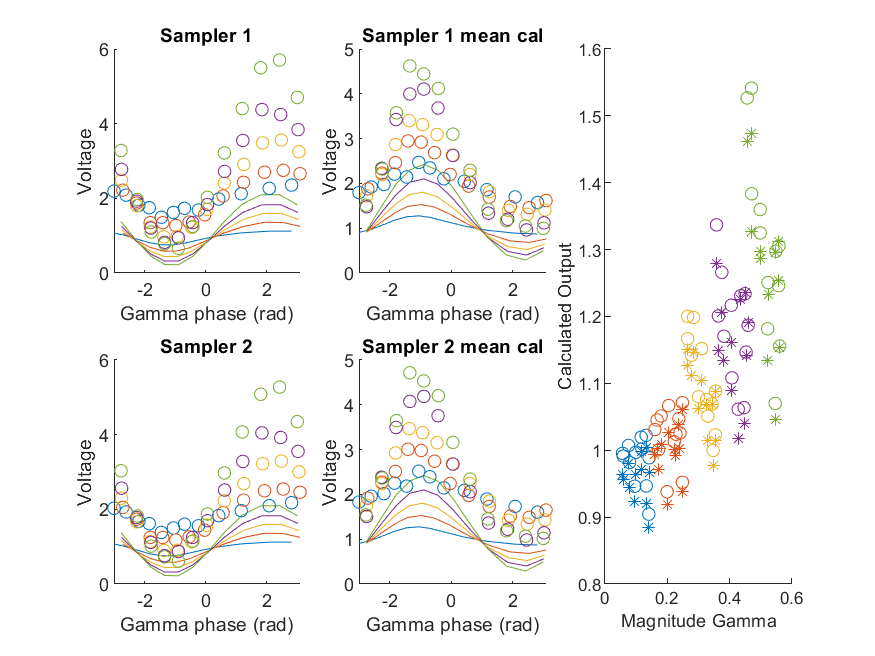 Sampler 1
6
4
2
0
Voltage
-2 0 2
Gamma phase (rad)
Sampler 1 mean cal
5
4
3
2
1
0
Voltage
-2 0 2
Gamma phase (rad)
Sampler 2
6
4
2
0
Voltage
-2 0 2
Gamma phase (rad)
Sampler 2 mean cal
5
4
3
2
1
0
Voltage
-2 0 2
Gamma phase (rad)
1.6
1.5
1.4
1.3
1.2
1.1
1
0.9
0.8
Calculated Output
0 0.2 0.4 0.6
Magnitude Gamma